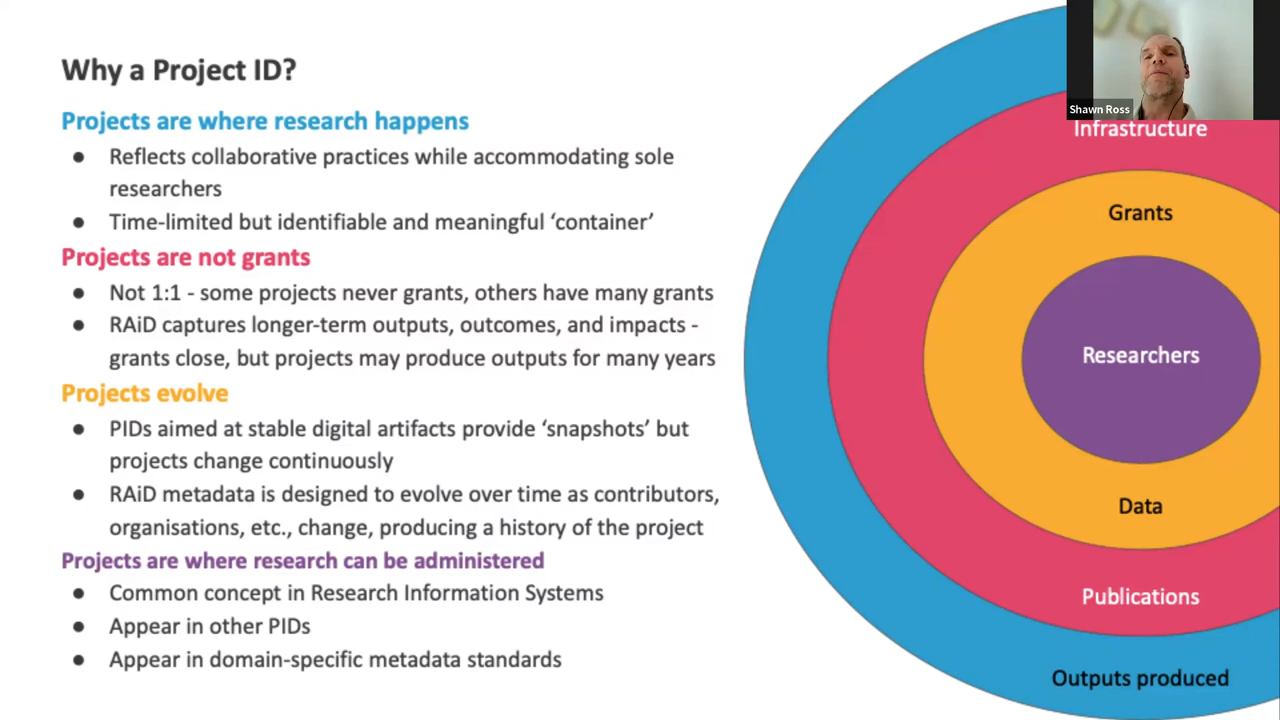 Why a Project ID?
Projects are where research happens
● Reflects collaborative practices while accommodating sole
researchers
● Time-limited but identifiable and meaningful ‘container’
Projects are not grants
● Not 1:1 - some projects never grants, others have many grants
● RAiD captures longer-term outputs, outcomes, and impacts -
grants close, but projects may produce outputs for many years
Projects evolve
● PIDs aimed at stable digital artifacts provide ‘snapshots’ but
projects change continuously
● RAiD metadata is designed to evolve over time as contributors,
organisations, etc., change, producing a history of the project
Projects are where research can be administered
● Common concept in Research Information Systems
● Appear in other PIDs
● Appear in domain-specific metadata standards
Shawn Ross
Infrastructure
Grants
Researchers
Data
Publications
Outputs produced